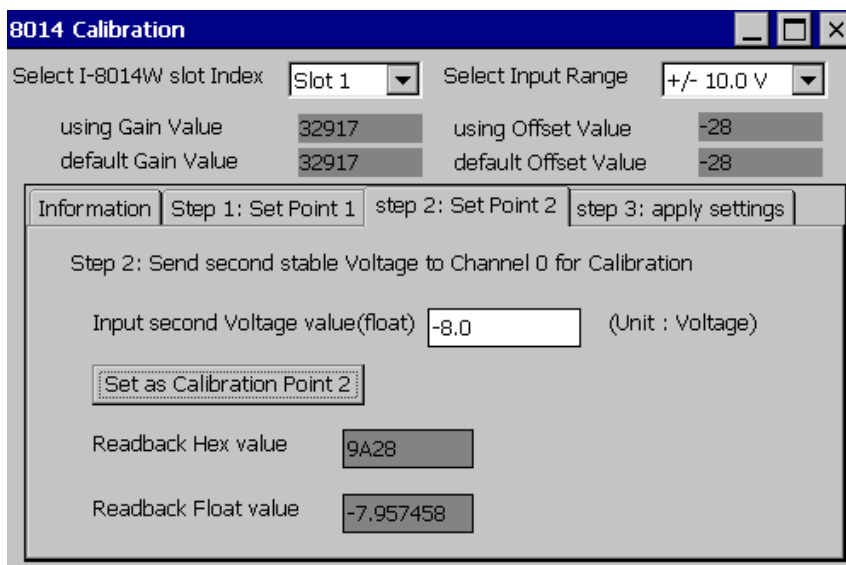 8014 Calibration
Select I-8014W slot Index Slot 1 Select Input Range +/- 10.0 V
using Gain Value 32917 using Offset Value -28
default Gain Value 32917 default Offset Value -28
Information Step 1: Set Point 1 step 2: Set Point 2 step 3: apply settings
Step 2: Send second stable Voltage to Channel 0 for Calibration
Input second Voltage value(float) -8.0 (Unit : Voltage)
Set as Calibration Point 2
Readback Hex value 9A28
Readback Float value -7.957458